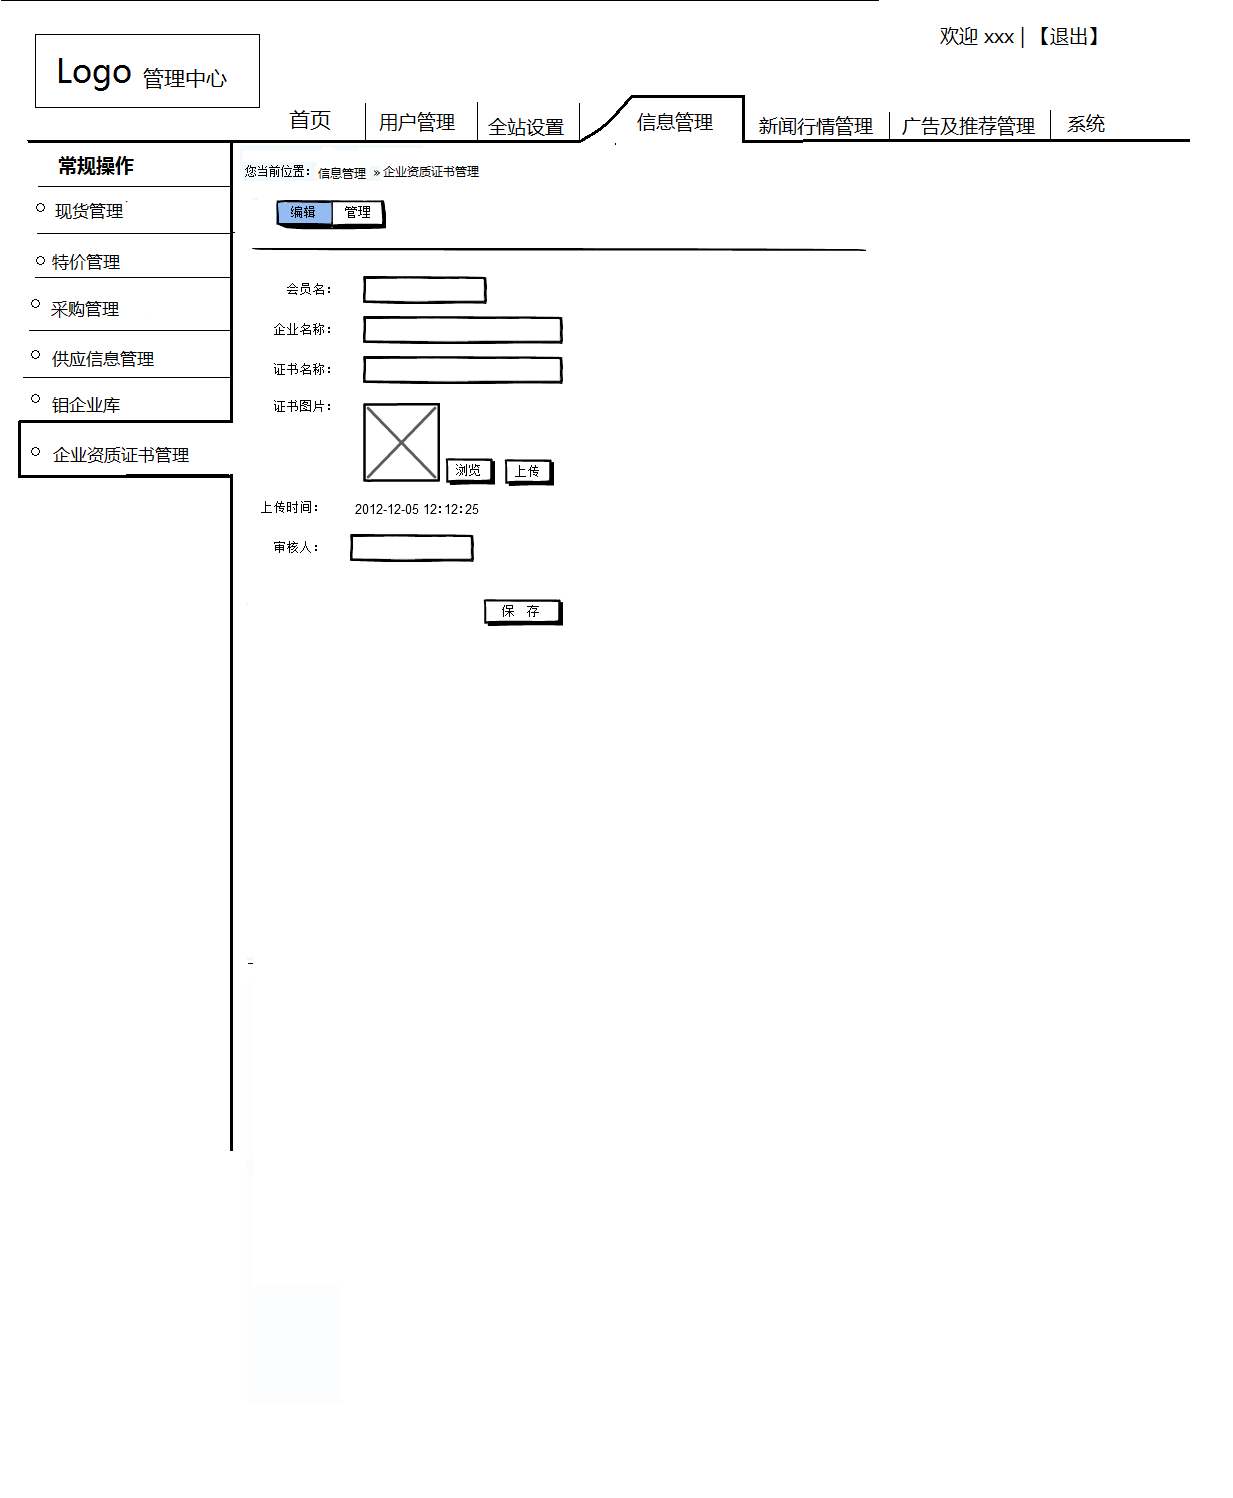 欢迎 xxx | 【退出】
Logo 管理中心
首页 用户管理 全站设置 信息管理 新闻行情管理 广告及推荐管理 系统
常规操作
现货管理
特价管理
采购管理
供应信息管理
钼企业库
企业资质证书管理
您当前位置： 信息管理 » 企业资质证书管理
编辑 管理
会员名：
企业名称：
证书名称：
证书图片：
浏览 上传
上传时间： 2012-12-05 12:12:25
审核人：
保 存